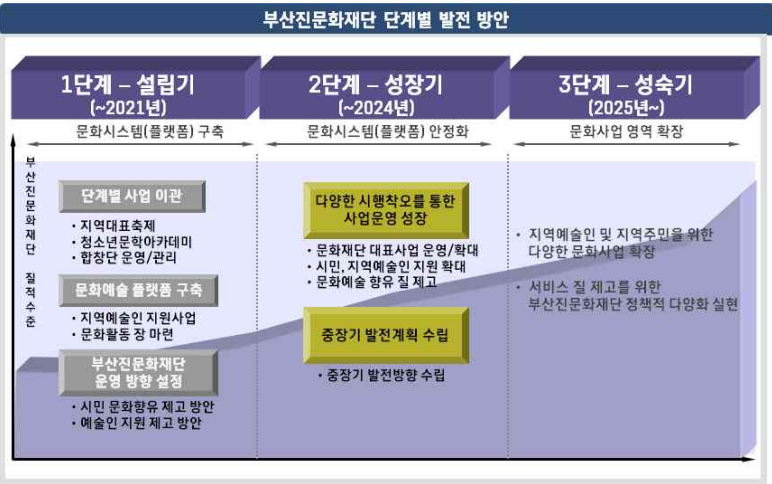 부산진문화재단 단계별 발전 방안
1단계 – 설립기
(~2021년)
문화시스템(플랫폼) 구축
2단계 – 성장기
(~2024년)
문화시스템(플랫폼) 안정화
3단계 – 성숙기
(2025년~)
문화사업 영역 확장
부산진문화재단 질적수준
단계별 사업 이관
• 지역대표축제
• 청소년문학아카데미
• 합창단 운영/관리
문화예술 플랫폼 구축
• 지역예술인 지원사업
• 문화활동 장 마련
부산진문화재단
운영 방향 설정
• 시민 문화향유 제고 방안
• 예술인 지원 제고 방안
다양한 시행착오를 통한
사업운영 성장
• 문화재단 대표사업 운영/확대
• 시민, 지역예술인 지원 확대
• 문화예술 향유 질 제고
중장기 발전계획 수립
• 중장기 발전방향 수립
• 지역예술인 및 지역주민을 위한
다양한 문화사업 확장
• 서비스 질 제고를 위한
부산진문화재단 정책적 다양화 실현